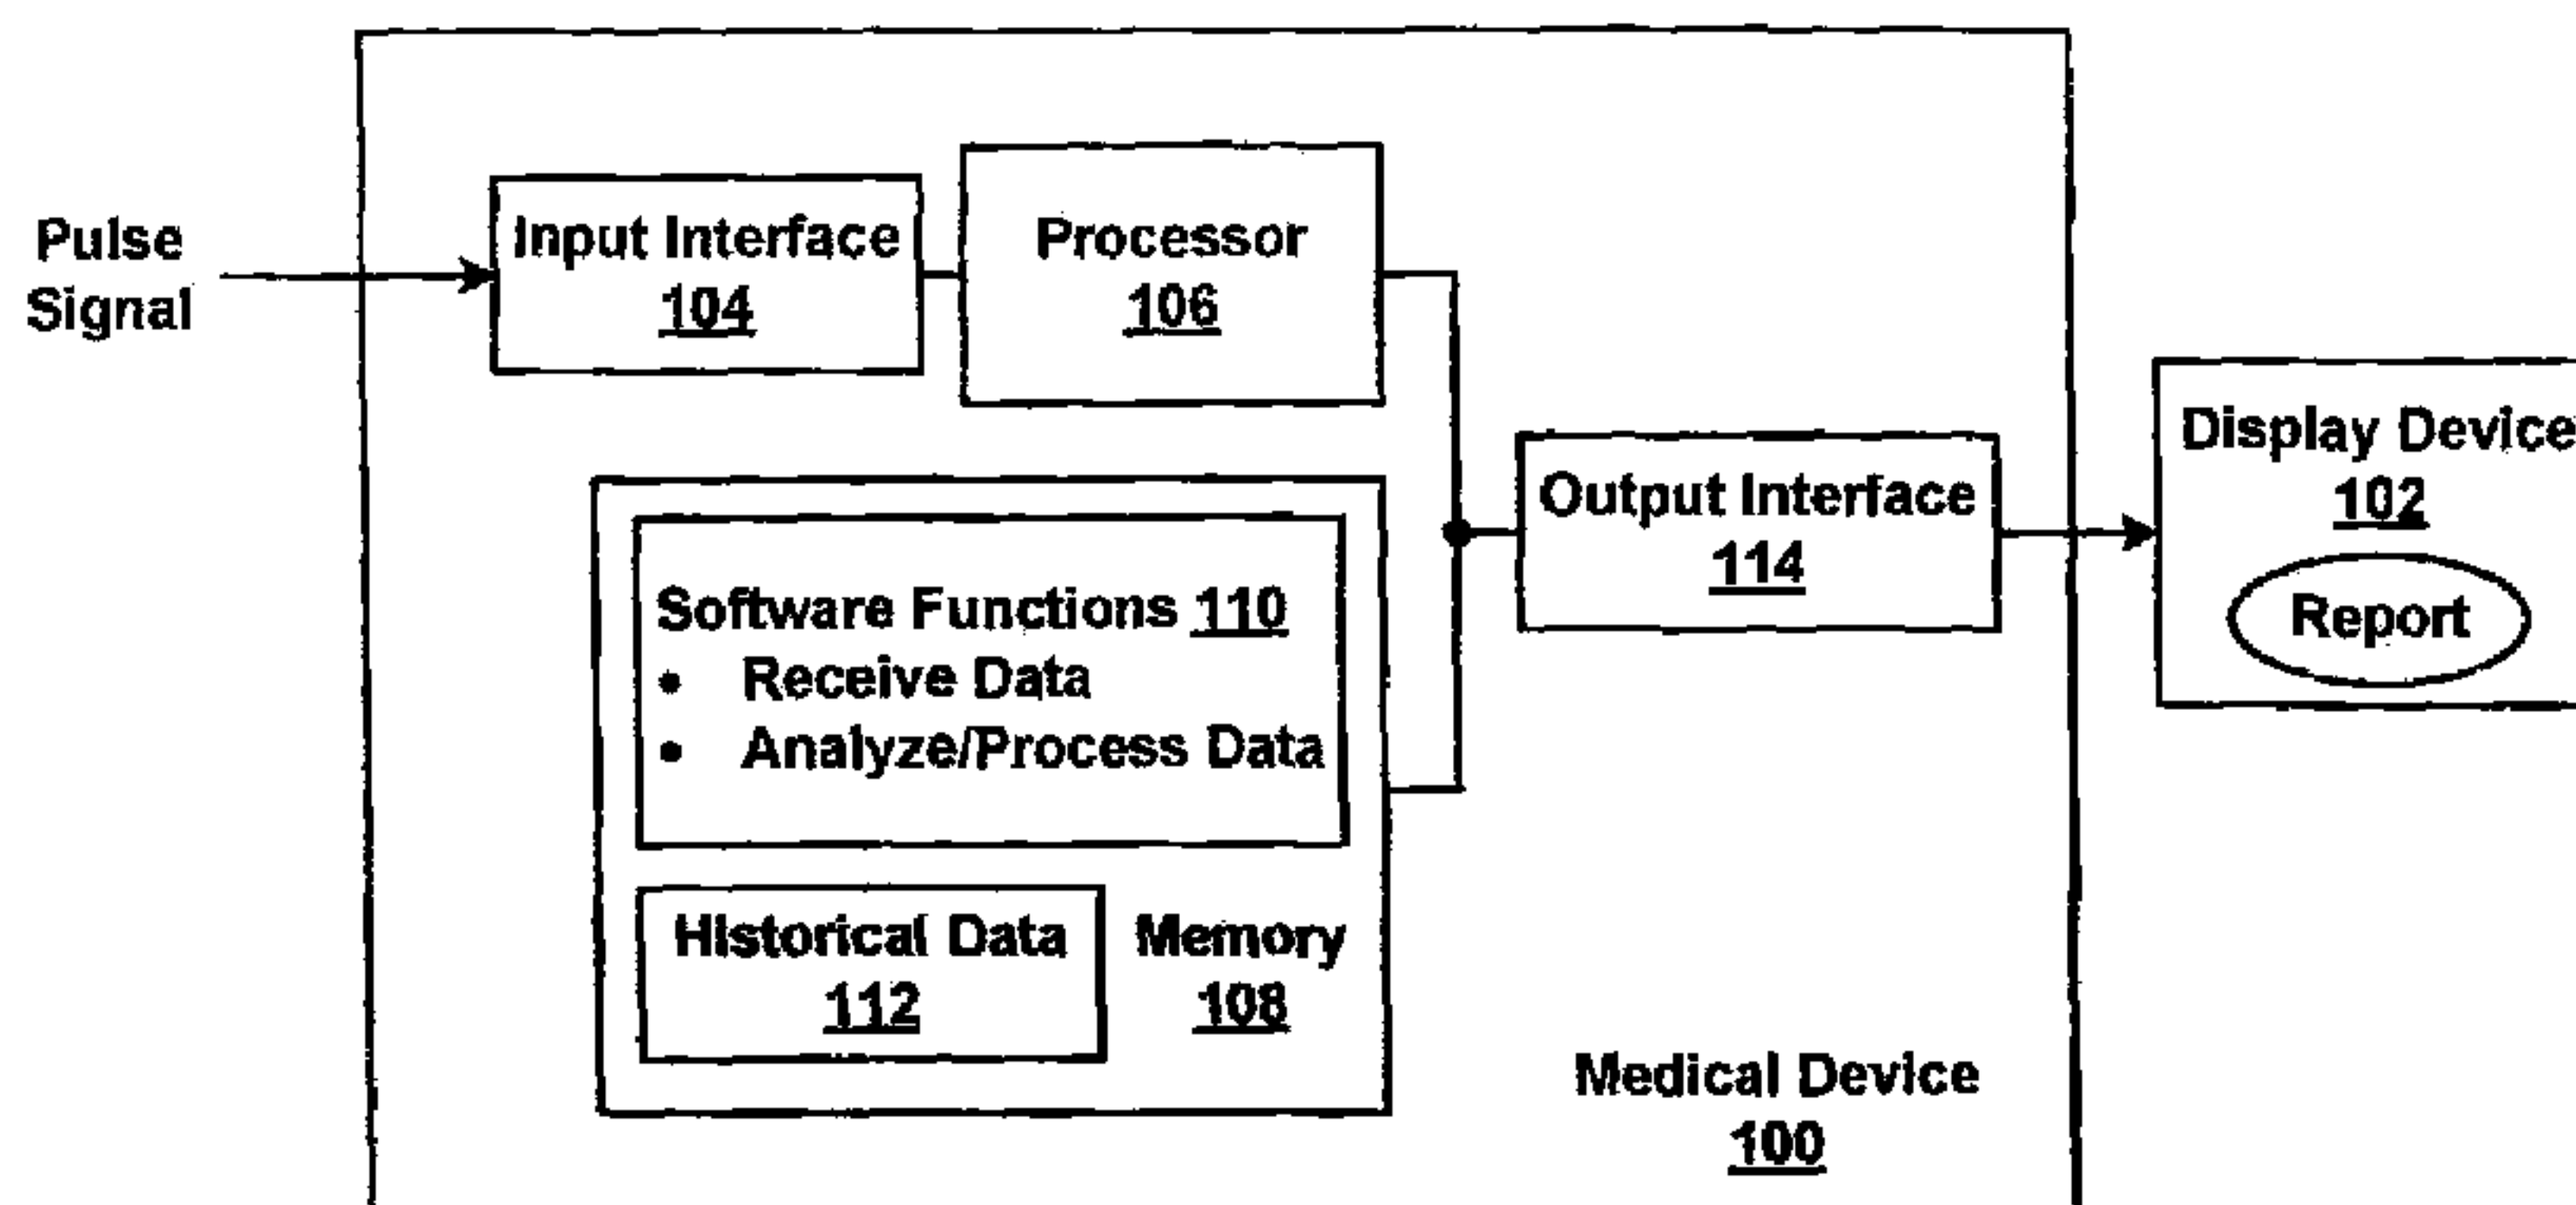 Pulse
Signal
Input Interface
104
Processor
106
Software Functions 110
• Receive Data
• Analyze/Process Data
Historical Data
112
Memory
108
Output Interface
114
Display Device
102
Report
Medical Device
100